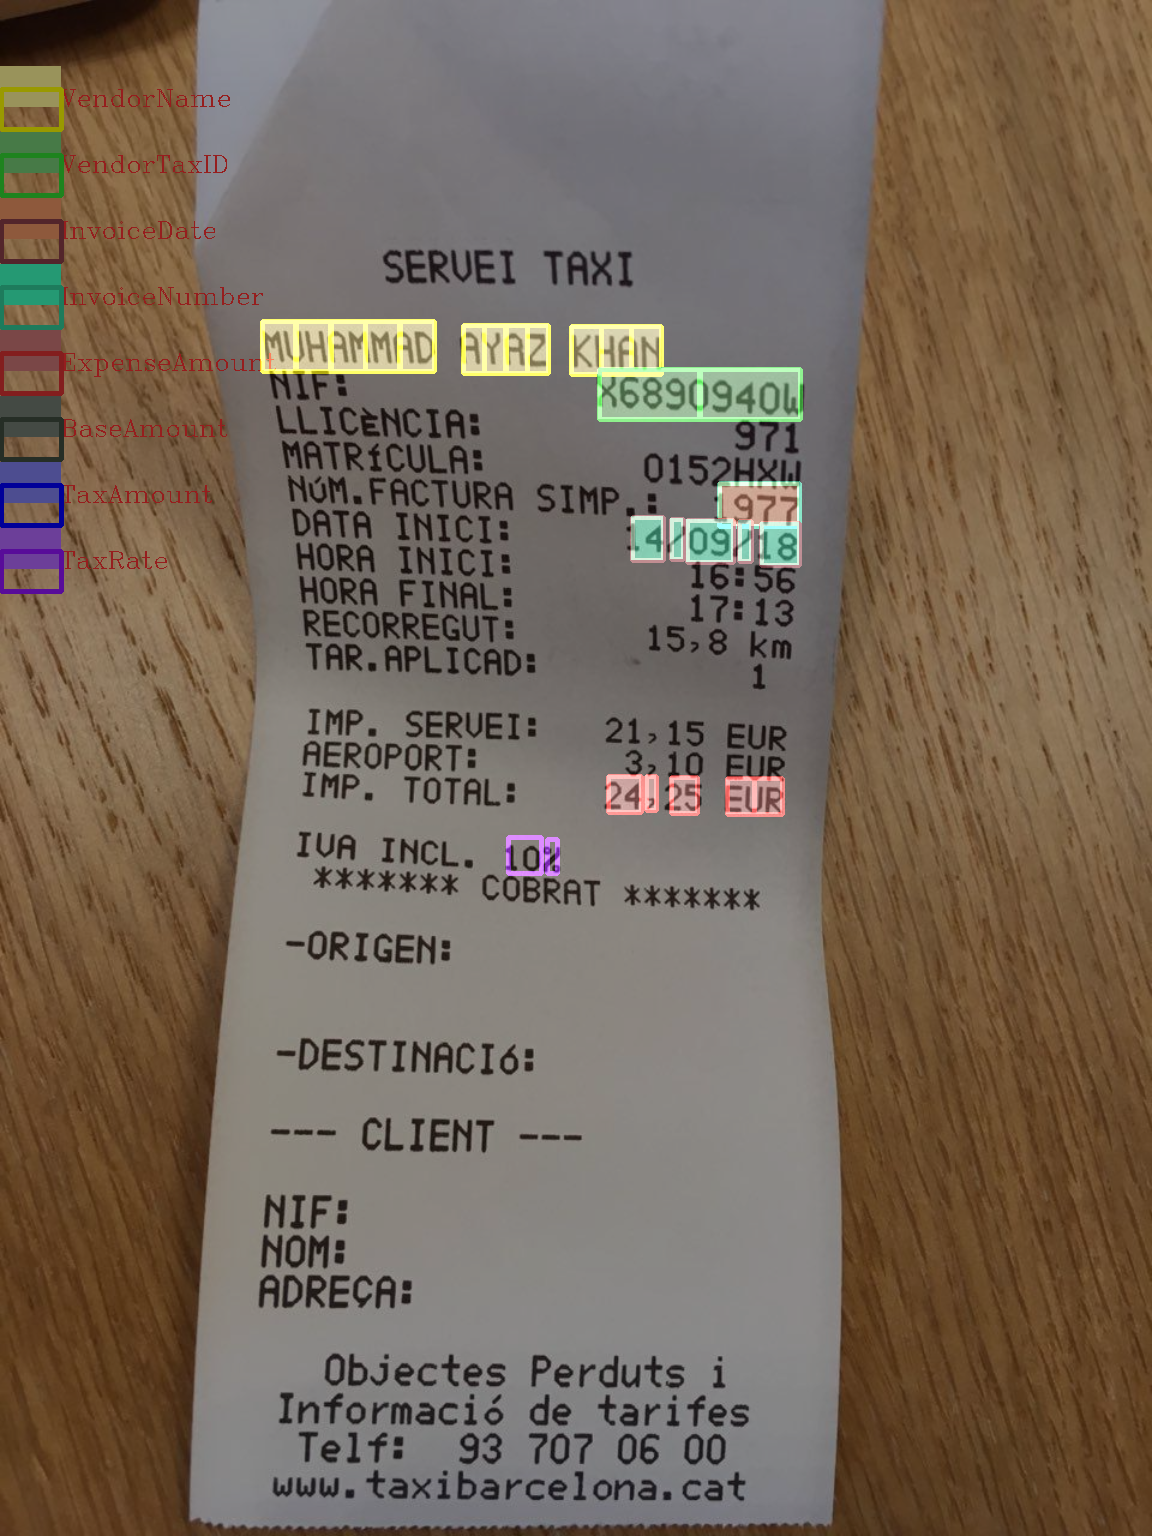 VendorName
VendorTaxID
InvoiceDate
InvoiceNumber
ExpenseAmount
BaseAmount
TaxAmount
TaxRate
SERVEI TAXI
MUHAMMAD AYAZ KHAN
NIF: X6890940W
LLICÈNCIA: 971
MATRÍCULA: 0152HXW
NÚM.FACTURA SIMP.: 1977
DATA INICI: 14/09/18
HORA INICI: 16:56
HORA FINAL: 17:13
RECORREGUT: 15,8 km
TAR.APLICAD: 1
IMP. SERVEI: 21,15 EUR
AEROPORT: 3,10 EUR
IMP. TOTAL: 24,25 EUR
IVA INCL. 10%
******* COBRAT *******
-ORIGEN:
-DESTINACIÓ:
--- CLIENT ---
NIF:
NOM:
ADREÇA:
Objectes Perduts i
Informació de tarifes
Telf: 93 707 06 00
www.taxibarcelona.cat